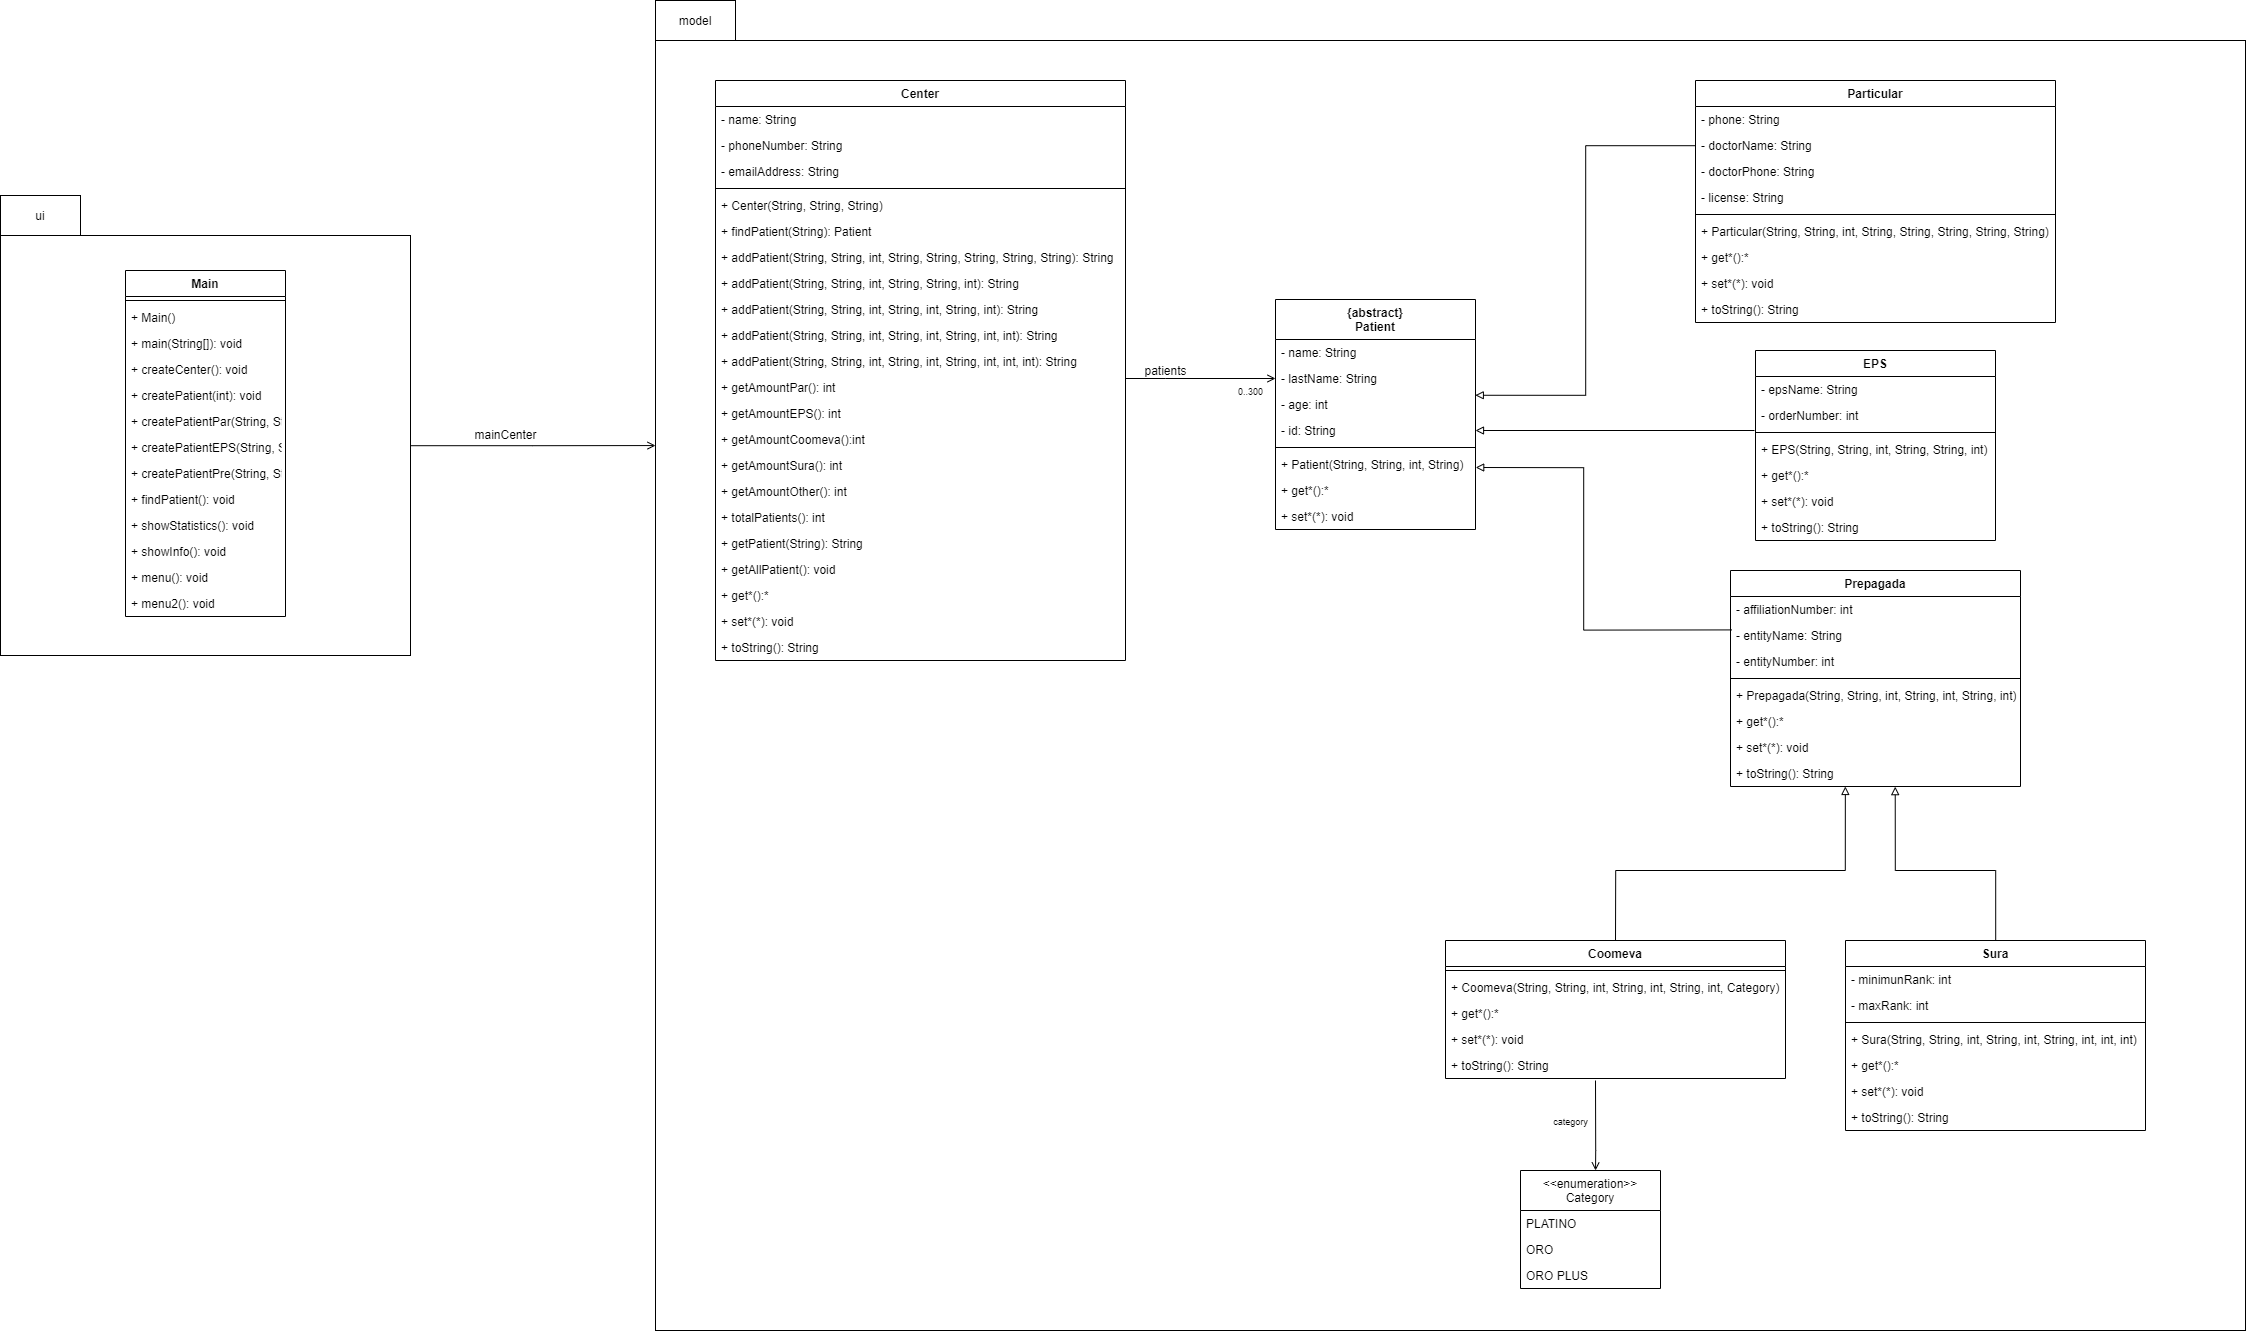 model
ui
Main
+ Main()
+ main(String[]): void
+ createCenter(): void
+ createPatient(int): void
+ createPatientPar(String, S
+ createPatientEPS(String,
+ createPatientPre(String, S
+ findPatient(): void
+ showStatistics(): void
+ showInfo(): void
+ menu(): void
+ menu2(): void
mainCenter
Center
- name: String
- phoneNumber: String
- emailAddress: String
+ Center(String, String, String)
+ findPatient(String): Patient
+ addPatient(String, String, int, String, String, String, String, String): String
+ addPatient(String, String, int, String, String, int): String
+ addPatient(String, String, int, String, int, String, int): String
+ addPatient(String, String, int, String, int, String, int, int): String
+ addPatient(String, String, int, String, int, String, int, int, int): String
+ getAmountPar(): int
+ getAmountEPS(): int
+ getAmountCoomeva():int
+ getAmountSura(): int
+ getAmountOther(): int
+ totalPatients(): int
+ getPatient(String): String
+ getAllPatient(): void
+ get*():*
+ set*(*): void
+ toString(): String
patients
0..300
{abstract}
Patient
- name: String
- lastName: String
- age: int
- id: String
+ Patient(String, String, int, String)
+ get*():*
+ set*(*): void
Particular
- phone: String
- doctorName: String
- doctorPhone: String
- license: String
+ Particular(String, String, int, String, String, String, String, String)
+ get*():*
+ set*(*): void
+ toString(): String
EPS
- epsName: String
- orderNumber: int
+ EPS(String, String, int, String, String, int)
+ get*():*
+ set*(*): void
+ toString(): String
Prepagada
- affiliationNumber: int
- entityName: String
- entityNumber: int
+ Prepagada(String, String, int, String, int, String, int)
+ get*():*
+ set*(*): void
+ toString(): String
Coomeva
+ Coomeva(String, String, int, String, int, String, int, Category)
+ get*():*
+ set*(*): void
+ toString(): String
Sura
- minimunRank: int
- maxRank: int
+ Sura(String, String, int, String, int, String, int, int, int)
+ get*():*
+ set*(*): void
+ toString(): String
category
<<enumeration>>
Category
PLATINO
ORO
ORO PLUS